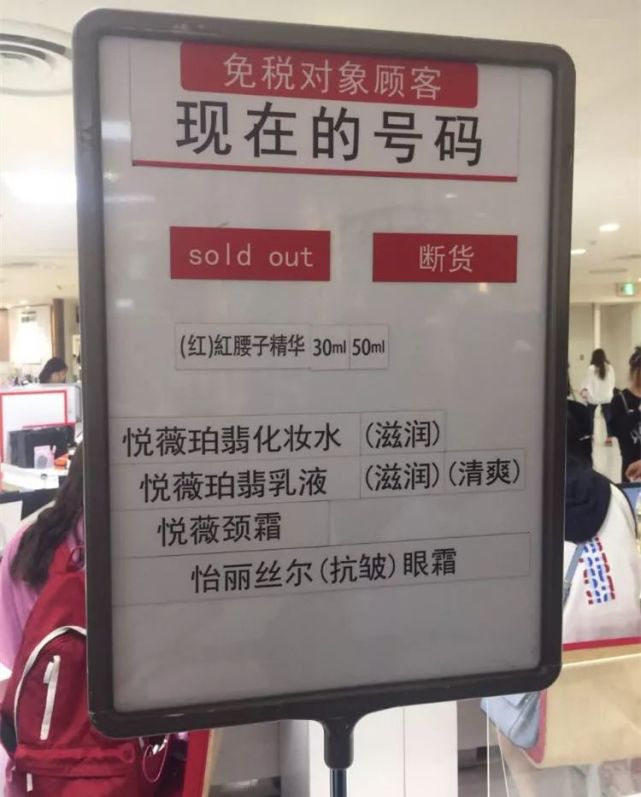 免税对象顾客
现在的号码
sold out 断货
(红)紅腰子精华 30ml 50ml
悦薇珀翡化妆水 (滋润)
悦薇珀翡乳液 (滋润)(清爽)
悦薇颈霜
怡丽丝尔(抗皱)眼霜